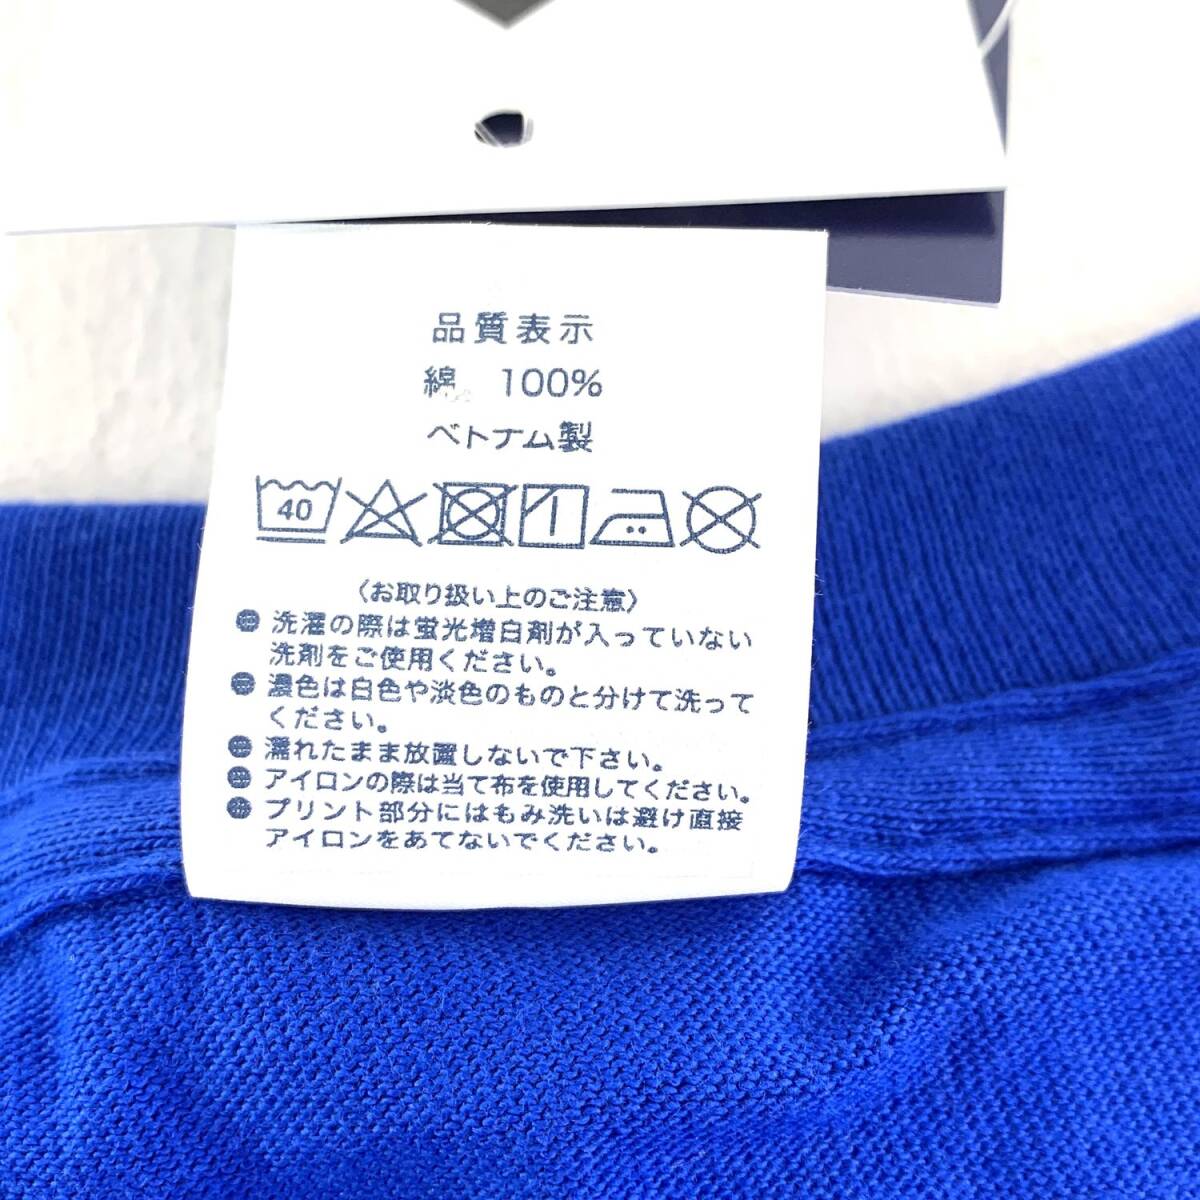 品質表示
綿 100%
ベトナム製
40
〈お取り扱い上のご注意〉
● 洗濯の際は蛍光増白剤が入っていない
洗剤をご使用ください。
● 濃色は白色や淡色のものと分けて洗って
ください。
● 濡れたまま放置しないで下さい。
● アイロンの際は当て布を使用してください。
● プリント部分にはもみ洗いは避け直接
アイロンをあてないでください。